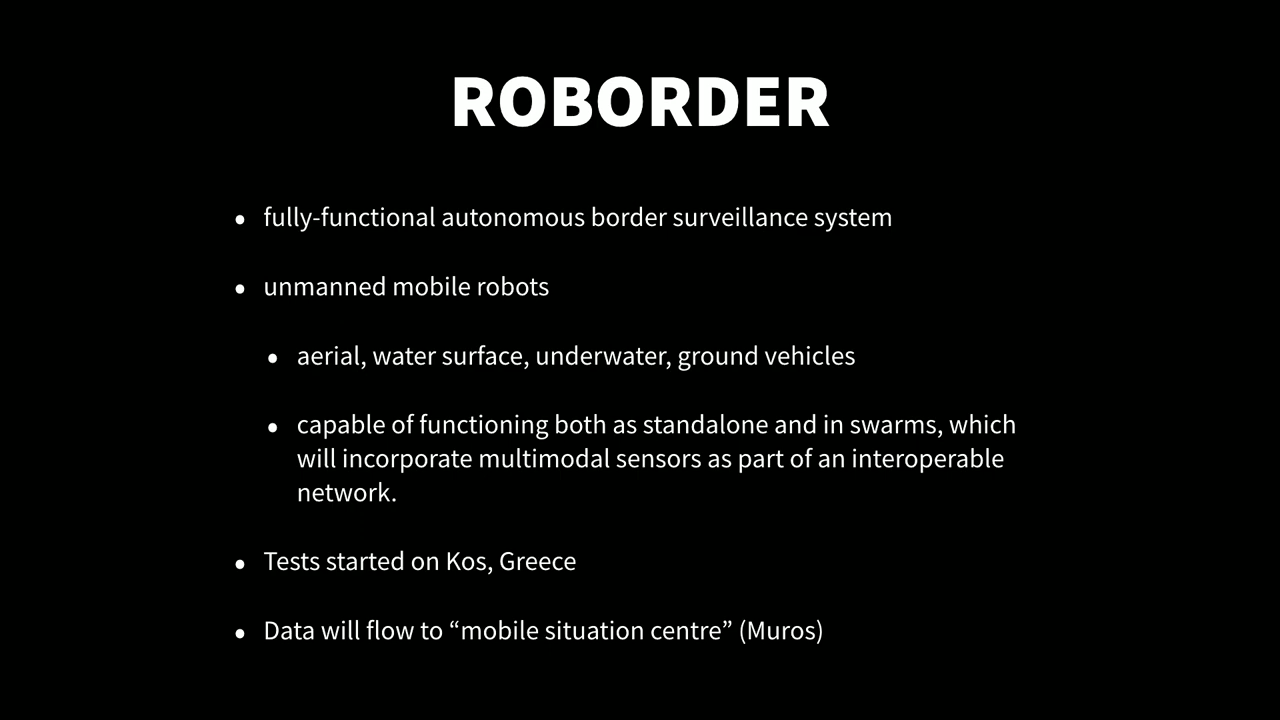 ROBORDER
• fully-functional autonomous border surveillance system
• unmanned mobile robots
• aerial, water surface, underwater, ground vehicles
• capable of functioning both as standalone and in swarms, which
will incorporate multimodal sensors as part of an interoperable
network.
• Tests started on Kos, Greece
• Data will flow to “mobile situation centre” (Muros)